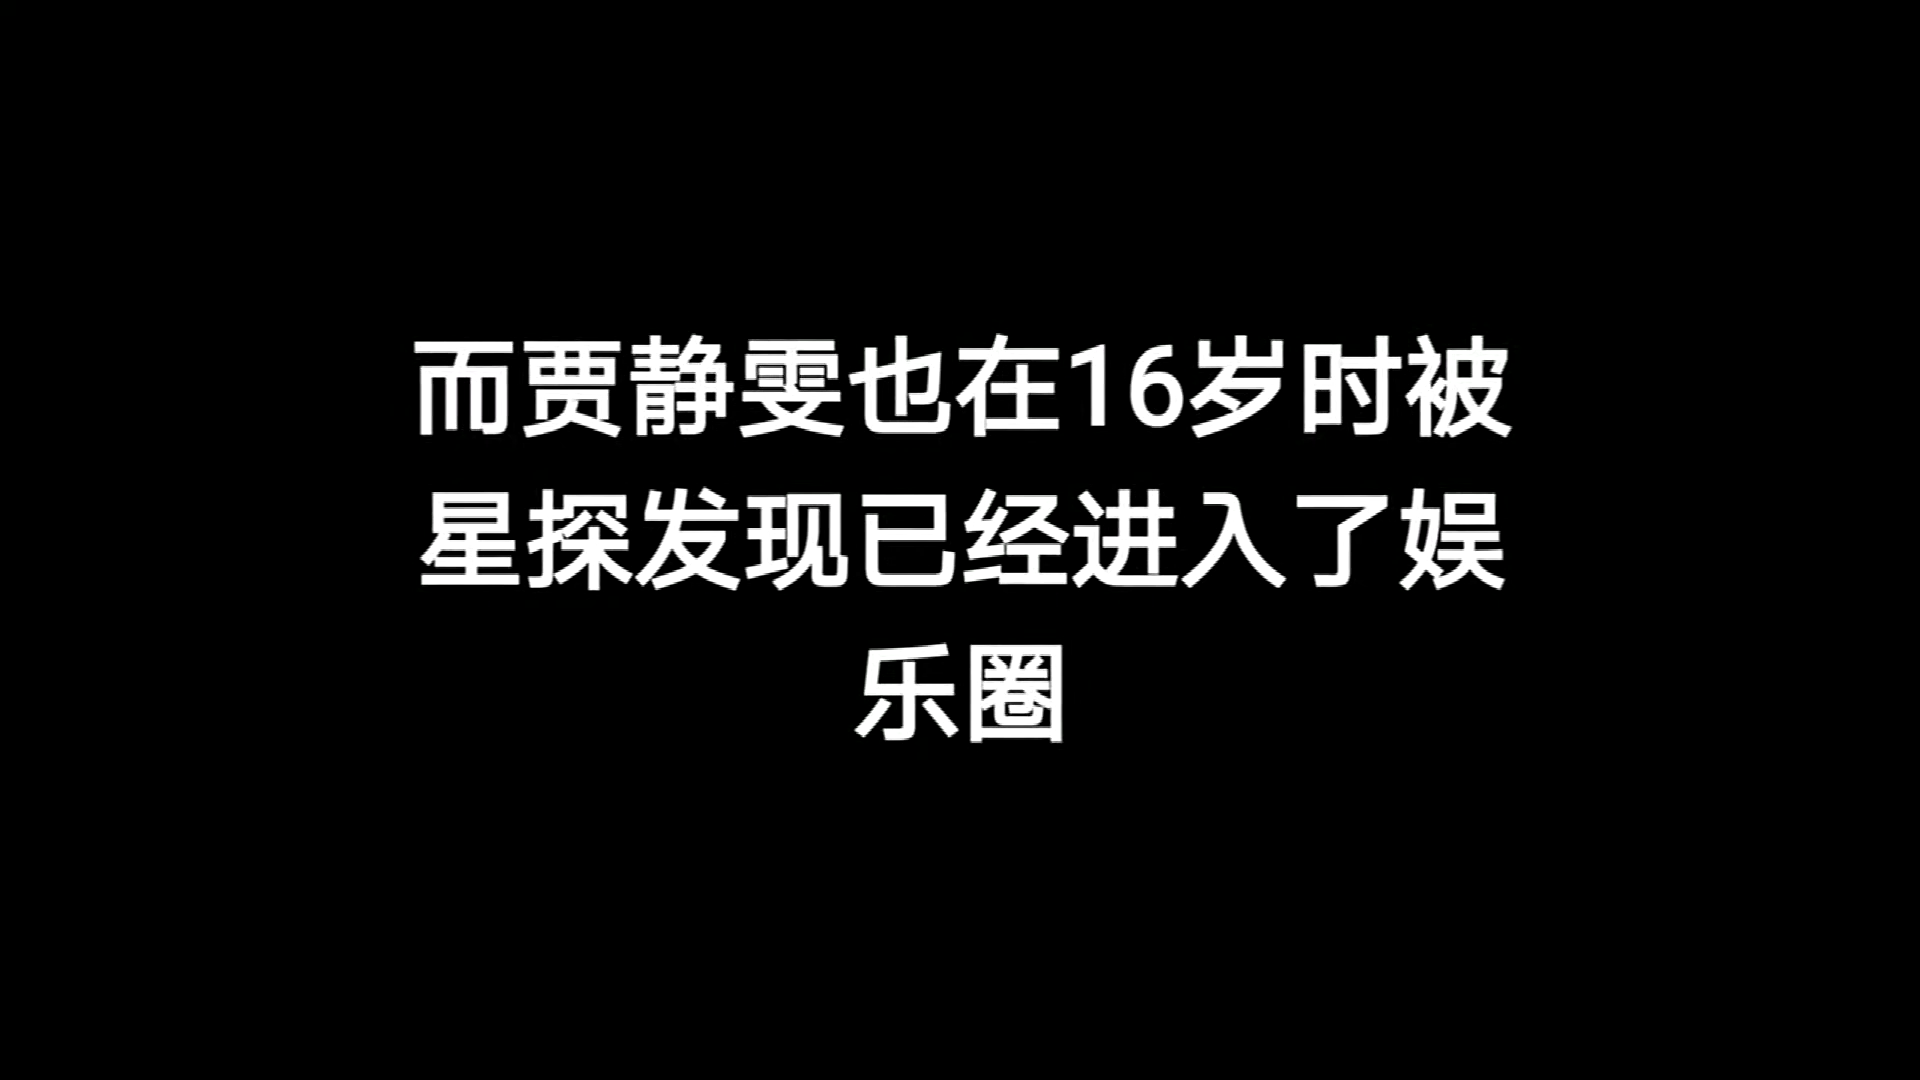 而贾静雯也在16岁时被
星探发现已经进入了娱
乐圈